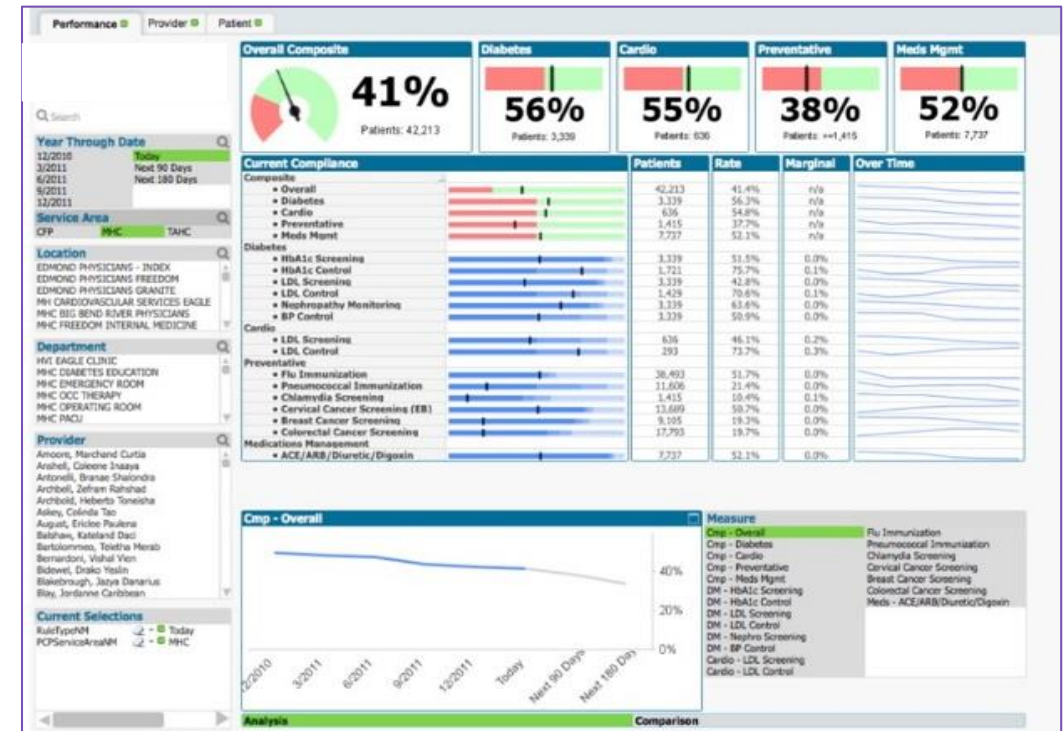 Performance Provider Patient
Search
Year Through Date
12/2010 Today
3/2011 Next 90 Days
6/2011 Next 180 Days
9/2011
12/2011
Service Area
CFP MHC TAHC
Location
EDMOND PHYSICIANS - INDEX
EDMOND PHYSICIANS FREEDOM
EDMOND PHYSICIANS GRANITE
MH CARDIOVASCULAR SERVICES EAGLE
MHC BIG BEND RIVER PHYSICIANS
MHC FREEDOM INTERNAL MEDICINE
Department
HVI EAGLE CLINIC
MHC DIABETES EDUCATION
MHC EMERGENCY ROOM
MHC OCC THERAPY
MHC OPERATING ROOM
MHC PACU
Provider
Amoore, Marchand Curtia
Anshell, Coleene Inaaya
Antonelli, Branae Shalondra
Archbell, Zefram Rahshad
Archbold, Heberto Toneisha
Askey, Colinda Tao
August, Ericlee Paulena
Balshaw, Kateland Daci
Bartolommeo, Teletha Merab
Bernardoni, Vishal Vien
Bidewel, Drako Yeslin
Blakebrough, Jazya Danarius
Blay, Jordanne Caribbean
Current Selections
RuleTypeNM - Today
PCPServiceAreaNM - MHC
Overall Composite
41%
Patients: 42,213
Diabetes
56%
Patients: 3,339
Cardio
55%
Patients: 636
Preventative
38%
Patients: ==1,415
Meds Mgmt
52%
Patients: 7,737
Current Compliance Patients Rate Marginal Over Time
Composite
• Overall 42,213 41.4% n/a
• Diabetes 3,339 56.3% n/a
• Cardio 636 54.8% n/a
• Preventative 1,415 37.7% n/a
• Meds Mgmt 7,737 52.1% n/a
Diabetes
• HbA1c Screening 3,339 51.5% 0.0%
• HbA1c Control 1,721 75.7% 0.1%
• LDL Screening 3,339 42.8% 0.0%
• LDL Control 1,429 70.6% 0.1%
• Nephropathy Monitoring 3,339 63.6% 0.0%
• BP Control 3,339 50.9% 0.0%
Cardio
• LDL Screening 636 46.1% 0.2%
• LDL Control 293 73.7% 0.3%
Preventative
• Flu Immunization 38,493 51.7% 0.0%
• Pneumococcal Immunization 11,606 21.4% 0.0%
• Chlamydia Screening 1,415 10.4% 0.1%
• Cervical Cancer Screening (EB) 13,689 50.7% 0.0%
• Breast Cancer Screening 9,105 19.3% 0.0%
• Colorectal Cancer Screening 17,793 19.7% 0.0%
Medications Management
• ACE/ARB/Diuretic/Digoxin 7,737 52.1% 0.0%
Cmp - Overall
40%
20%
0%
12/2010 3/2011 6/2011 9/2011 12/2011 Today Next 90 Days Next 180 Days
Measure
Cmp - Overall Flu Immunization
Cmp - Diabetes Pneumococcal Immunization
Cmp - Cardio Chlamydia Screening
Cmp - Preventative Cervical Cancer Screening
Cmp - Meds Mgmt Breast Cancer Screening
DM - HbA1c Screening Colorectal Cancer Screening
DM - HbA1c Control Meds - ACE/ARB/Diuretic/Digoxin
DM - LDL Screening
DM - LDL Control
DM - Nephro Screening
DM - BP Control
Cardio - LDL Screening
Cardio - LDL Control
Analysis Comparison